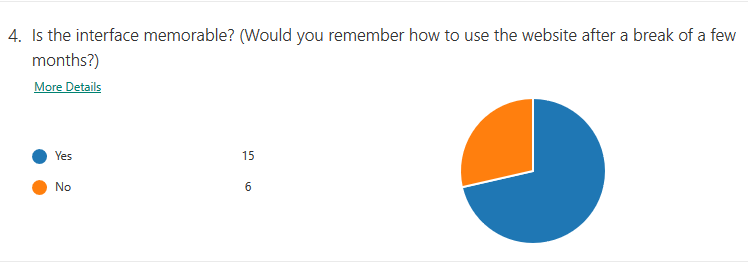 4. Is the interface memorable? (Would you remember how to use the website after a break of a few
months?)
More Details
Yes 15
No 6